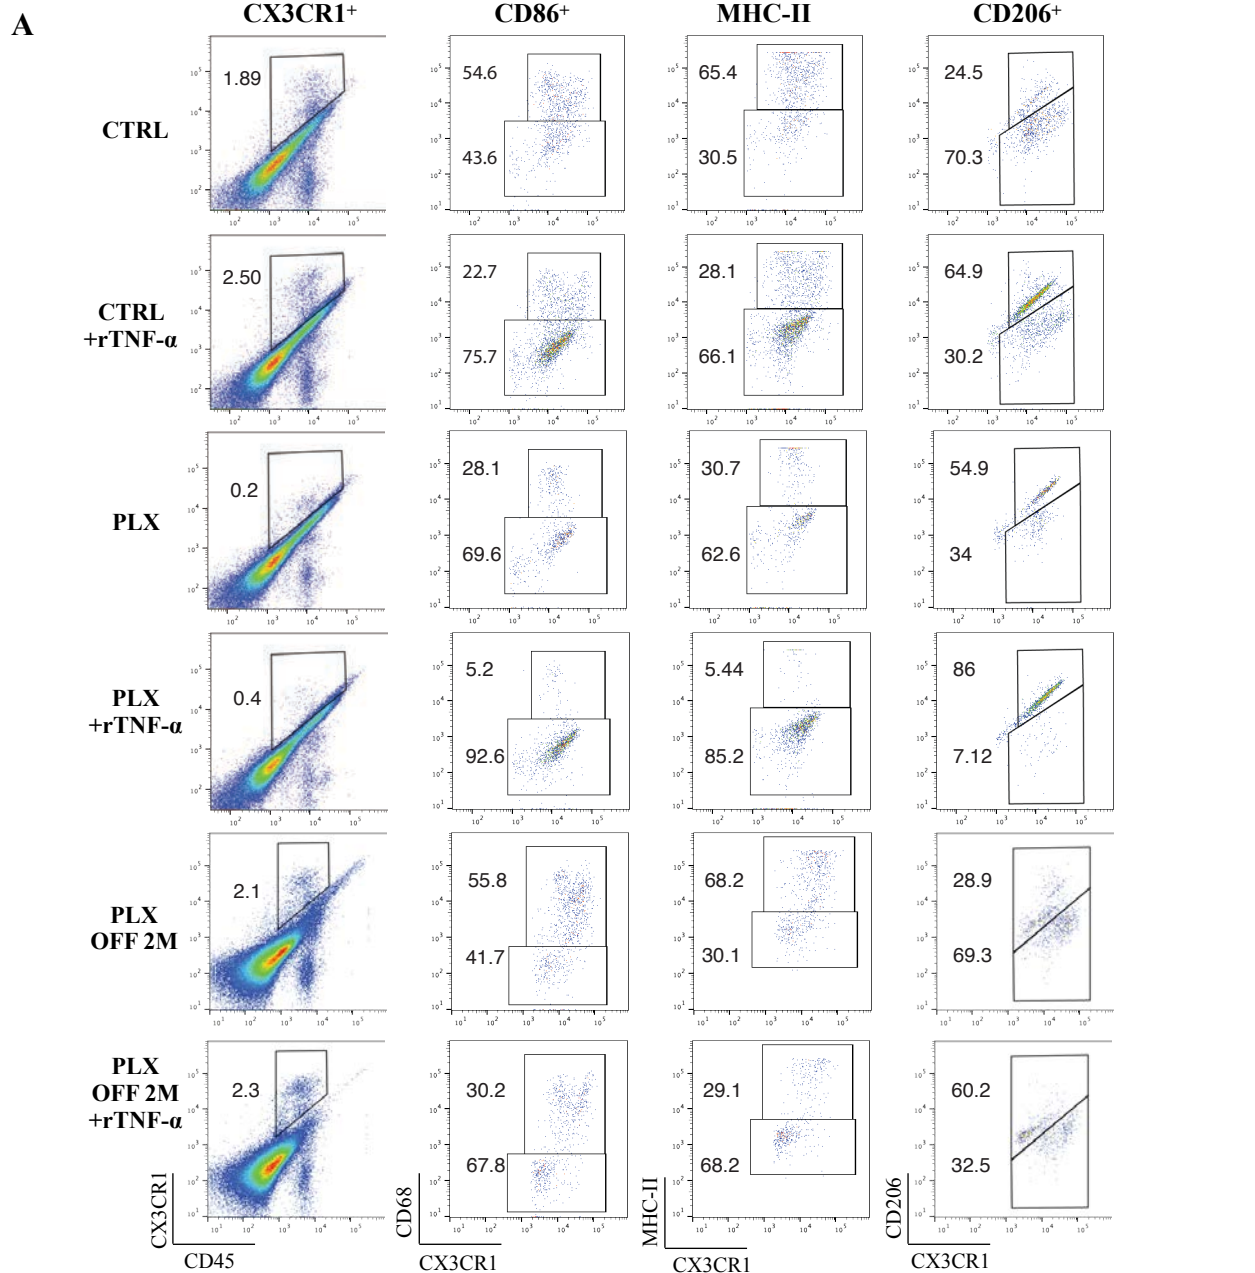 A
CX3CR1+ CD86+ MHC-II CD206+
CTRL
1.89 54.6 65.4 24.5
43.6 30.5 70.3
CTRL
+rTNF-α
2.50 22.7 28.1 64.9
75.7 66.1 30.2
PLX
0.2 28.1 30.7 54.9
69.6 62.6 34
PLX
+rTNF-α
0.4 5.2 5.44 86
92.6 85.2 7.12
PLX
OFF 2M
2.1 55.8 68.2 28.9
41.7 30.1 69.3
PLX
OFF 2M
+rTNF-α
2.3 30.2 29.1 60.2
67.8 68.2 32.5
CX3CR1 CD68 MHC-II CD206
CD45 CX3CR1 CX3CR1 CX3CR1